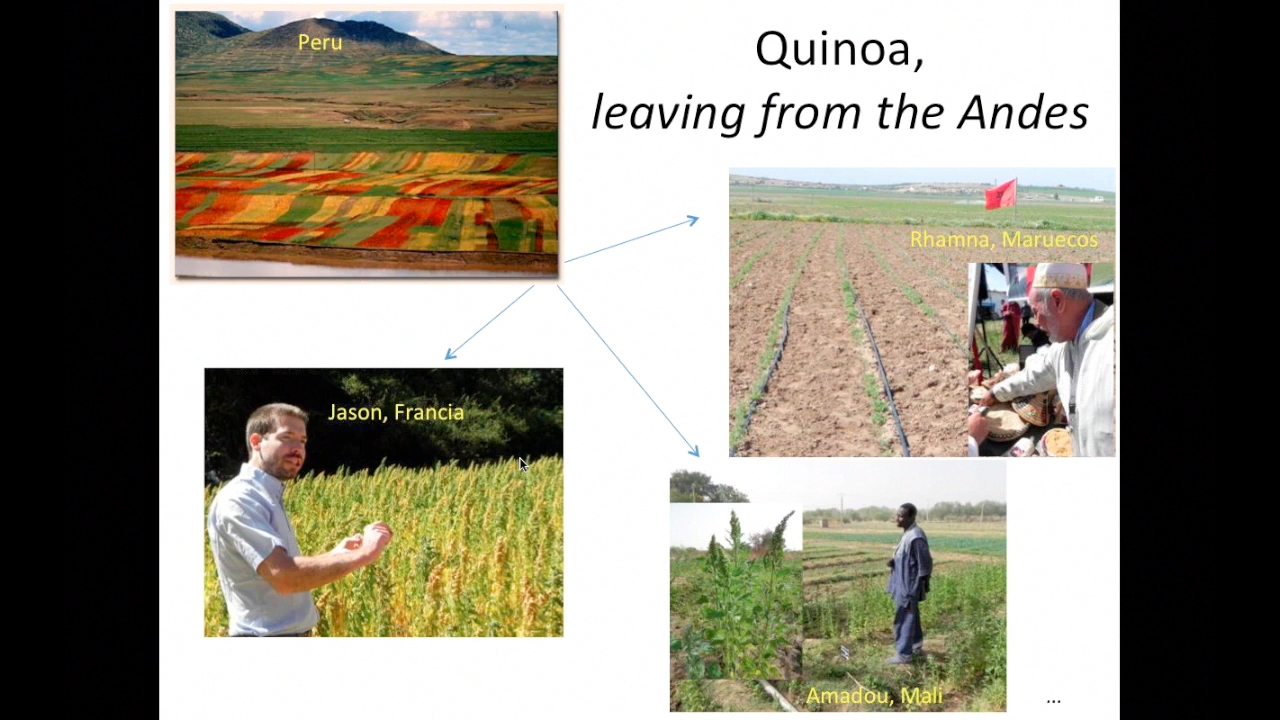 Peru
Quinoa,
leaving from the Andes
Rhamna, Maruecos
Jason, Francia
Amadou, Mali
...